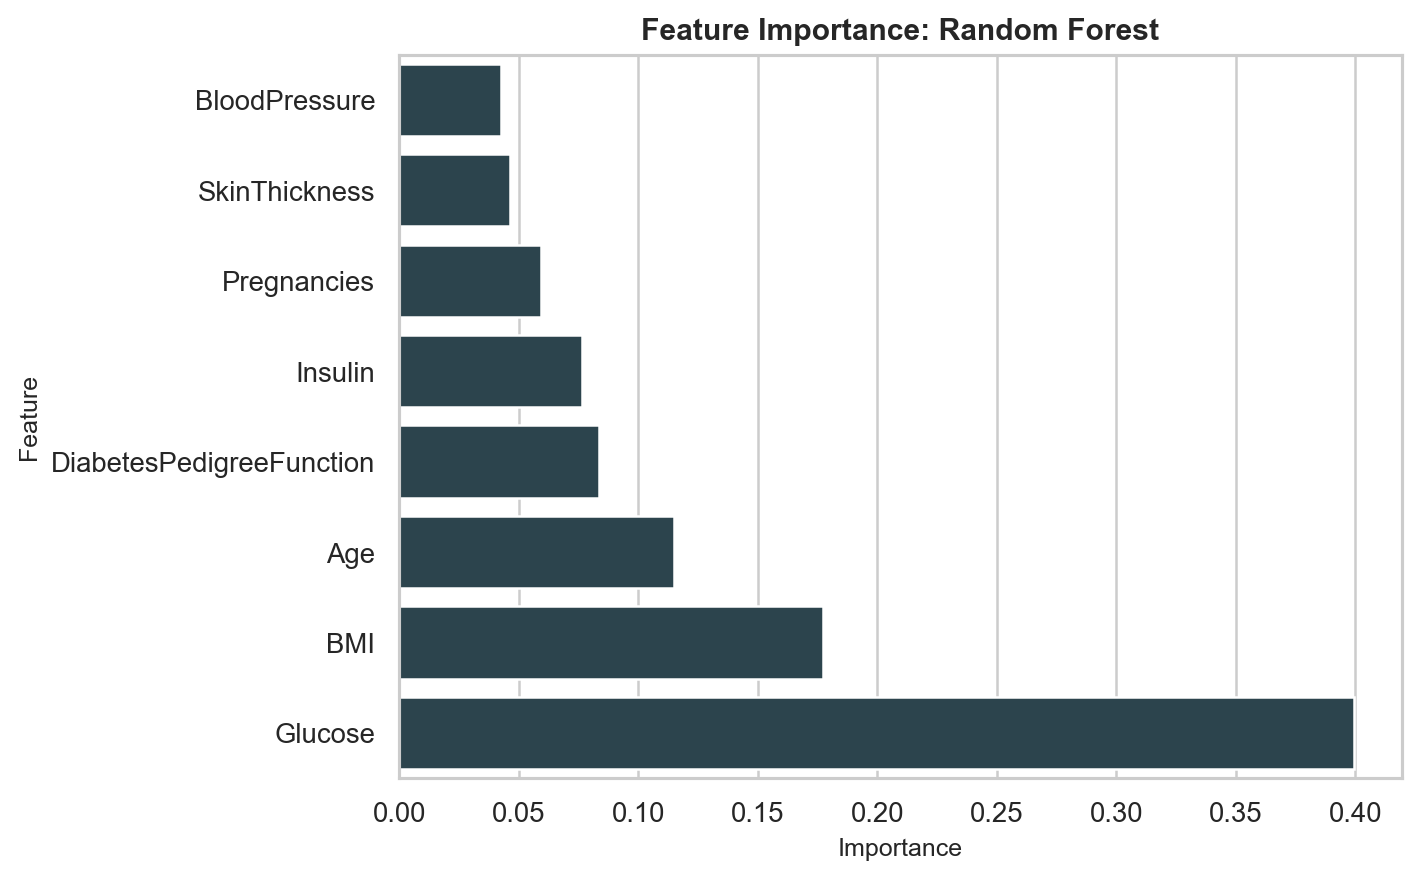 Feature Importance: Random Forest
BloodPressure
SkinThickness
Pregnancies
Insulin
DiabetesPedigreeFunction
Age
BMI
Glucose
Feature
0.00 0.05 0.10 0.15 0.20 0.25 0.30 0.35 0.40
Importance